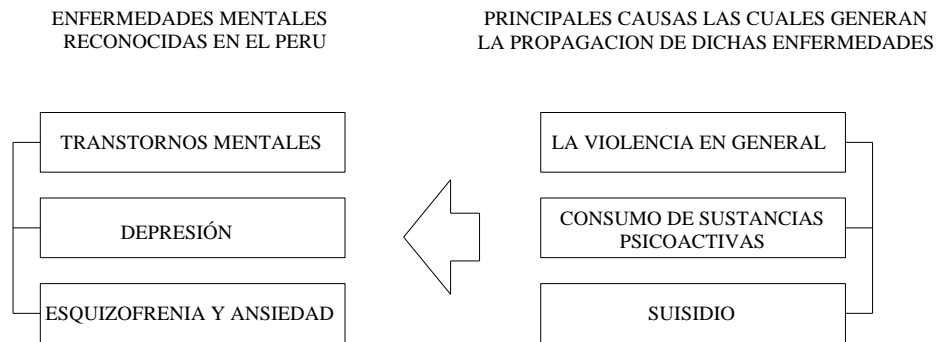 ENFERMEDADES MENTALES
RECONOCIDAS EN EL PERU
PRINCIPALES CAUSAS LAS CUALES GENERAN
LA PROPAGACION DE DICHAS ENFERMEDADES
TRANSTORNOS MENTALES
DEPRESIÓN
ESQUIZOFRENIA Y ANSIEDAD
LA VIOLENCIA EN GENERAL
CONSUMO DE SUSTANCIAS
PSICOACTIVAS
SUISIDIO